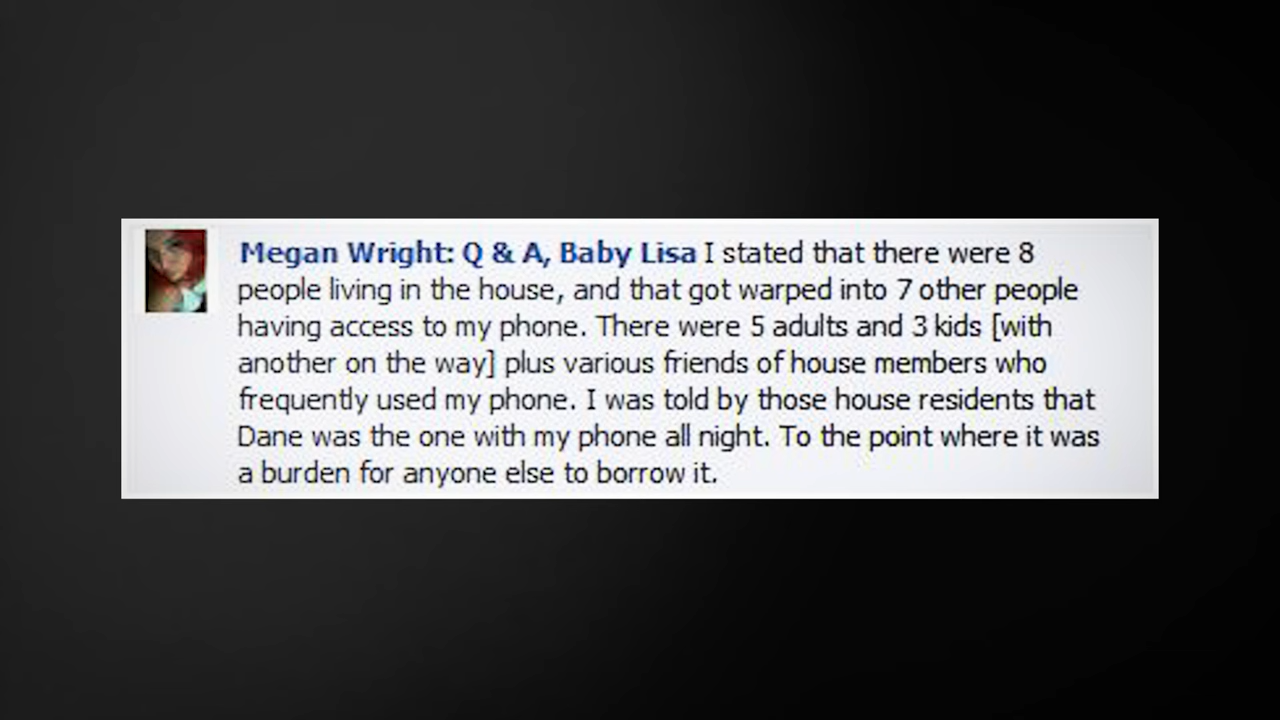 Megan Wright: Q & A, Baby Lisa I stated that there were 8
people living in the house, and that got warped into 7 other people
having access to my phone. There were 5 adults and 3 kids [with
another on the way] plus various friends of house members who
frequently used my phone. I was told by those house residents that
Dane was the one with my phone all night. To the point where it was
a burden for anyone else to borrow it.